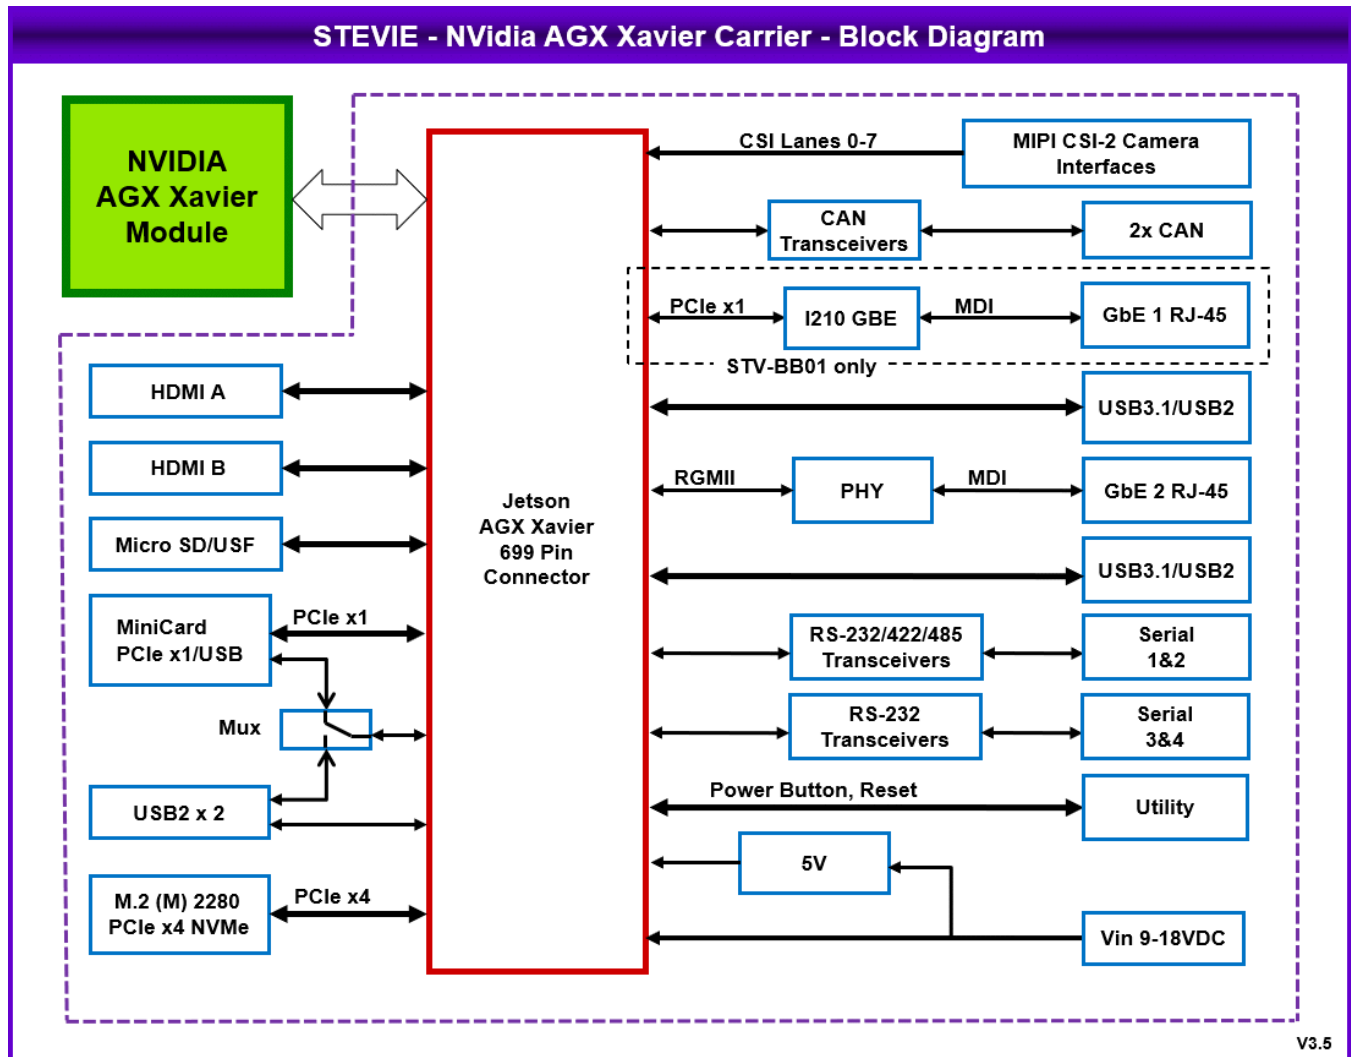 STEVIE - NVidia AGX Xavier Carrier - Block Diagram
NVIDIA
AGX Xavier
Module
HDMI A
HDMI B
Micro SD/USF
MiniCard
PCIe x1/USB
PCIe x1
Mux
USB2 x 2
M.2 (M) 2280
PCIe x4 NVMe
PCIe x4
Jetson
AGX Xavier
699 Pin
Connector
CSI Lanes 0-7
MIPI CSI-2 Camera
Interfaces
CAN
Transceivers
2x CAN
PCIe x1
I210 GBE
MDI
GbE 1 RJ-45
STV-BB01 only
USB3.1/USB2
RGMII
PHY
MDI
GbE 2 RJ-45
USB3.1/USB2
RS-232/422/485
Transceivers
Serial
1&2
RS-232
Transceivers
Serial
3&4
Power Button, Reset
Utility
5V
Vin 9-18VDC
V3.5